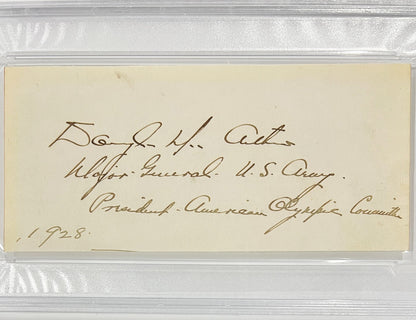 Douglas MacArthur
Major-General. U.S. Army.
President-American Olympic Committee
1928.